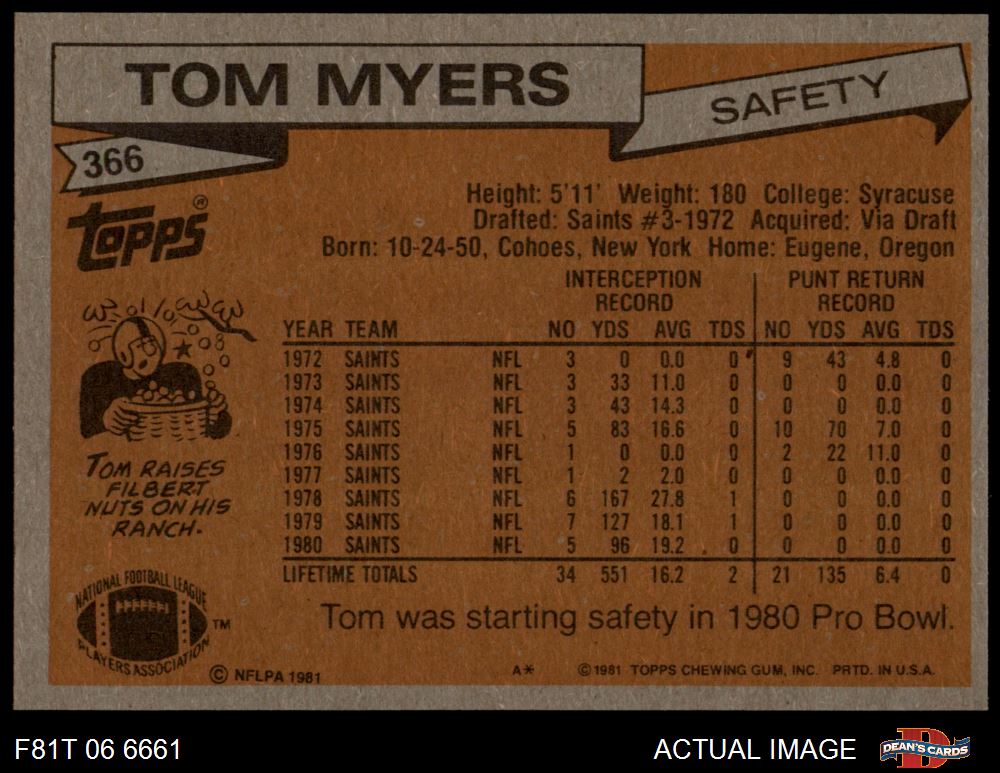 TOM MYERS
SAFETY
366
Topps®
Height: 5'11' Weight: 180 College: Syracuse
Drafted: Saints #3-1972 Acquired: Via Draft
Born: 10-24-50, Cohoes, New York Home: Eugene, Oregon
INTERCEPTION RECORD PUNT RETURN RECORD
YEAR TEAM NO YDS AVG TDS NO YDS AVG TDS
1972 SAINTS NFL 3 0 0.0 0 9 43 4.8 0
1973 SAINTS NFL 3 33 11.0 0 0 0 0.0 0
1974 SAINTS NFL 3 43 14.3 0 0 0 0.0 0
1975 SAINTS NFL 5 83 16.6 0 10 70 7.0 0
1976 SAINTS NFL 1 0 0.0 0 2 22 11.0 0
1977 SAINTS NFL 1 2 2.0 0 0 0 0.0 0
1978 SAINTS NFL 6 167 27.8 1 0 0 0.0 0
1979 SAINTS NFL 7 127 18.1 1 0 0 0.0 0
1980 SAINTS NFL 5 96 19.2 0 0 0 0.0 0
LIFETIME TOTALS 34 551 16.2 2 21 135 6.4 0
TOM RAISES
FILBERT
NUTS ON HIS
RANCH.
Tom was starting safety in 1980 Pro Bowl.
NATIONAL FOOTBALL LEAGUE
PLAYERS ASSOCIATION
TM
© NFLPA 1981
A* ©1981 TOPPS CHEWING GUM, INC. PRTD. IN U.S.A.
F81T 06 6661
ACTUAL IMAGE
D
DEAN'S CARDS